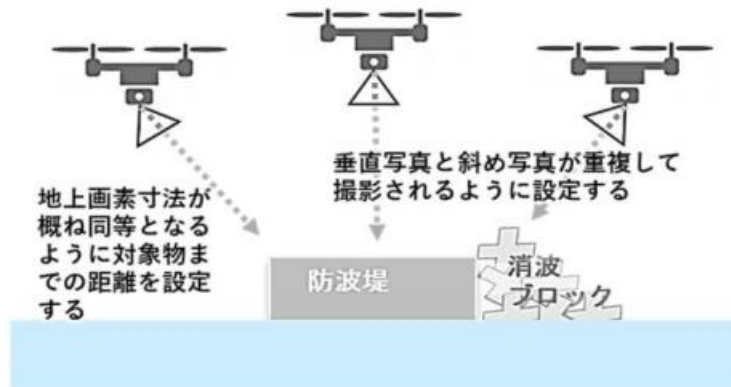 垂直写真と斜め写真が重複して
撮影されるように設定する
地上画素寸法が
概ね同等となる
ように対象物ま
での距離を設定
する
防波堤
消波
ブロック